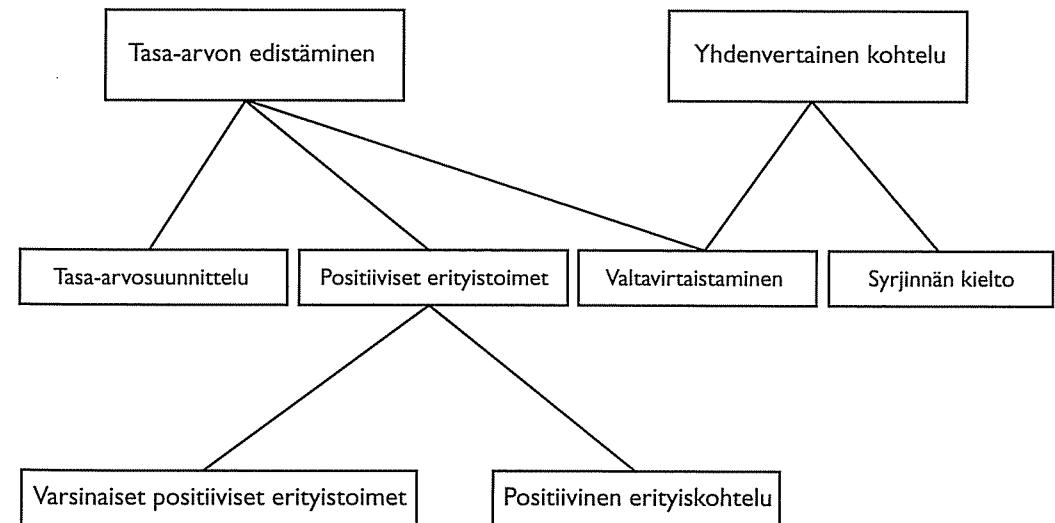 Tasa-arvon edistäminen
Yhdenvertainen kohtelu
Tasa-arvosuunnittelu
Positiiviset erityistoimet
Valtavirtaistaminen
Syrjinnän kielto
Varsinaiset positiiviset erityistoimet
Positiivinen erityiskohtelu